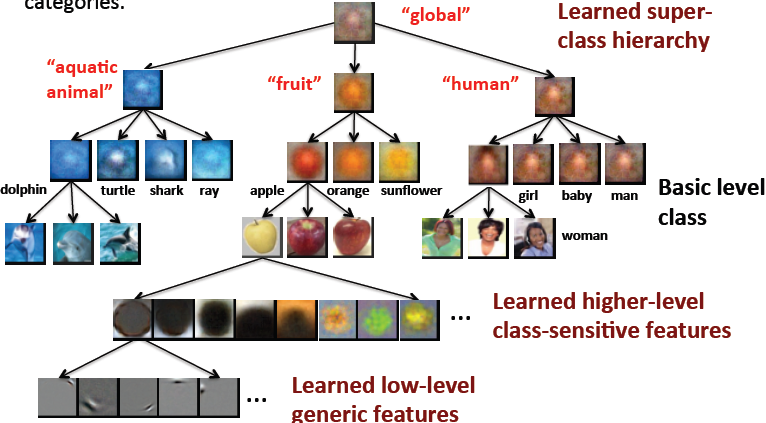 categories.
"global"
Learned super-
class hierarchy
"aquatic
animal"
"fruit"
"human"
dolphin
turtle
shark
ray
apple
orange
sunflower
girl
baby
man
Basic level
class
woman
...
Learned higher-level
class-sensitive features
...
Learned low-level
generic features